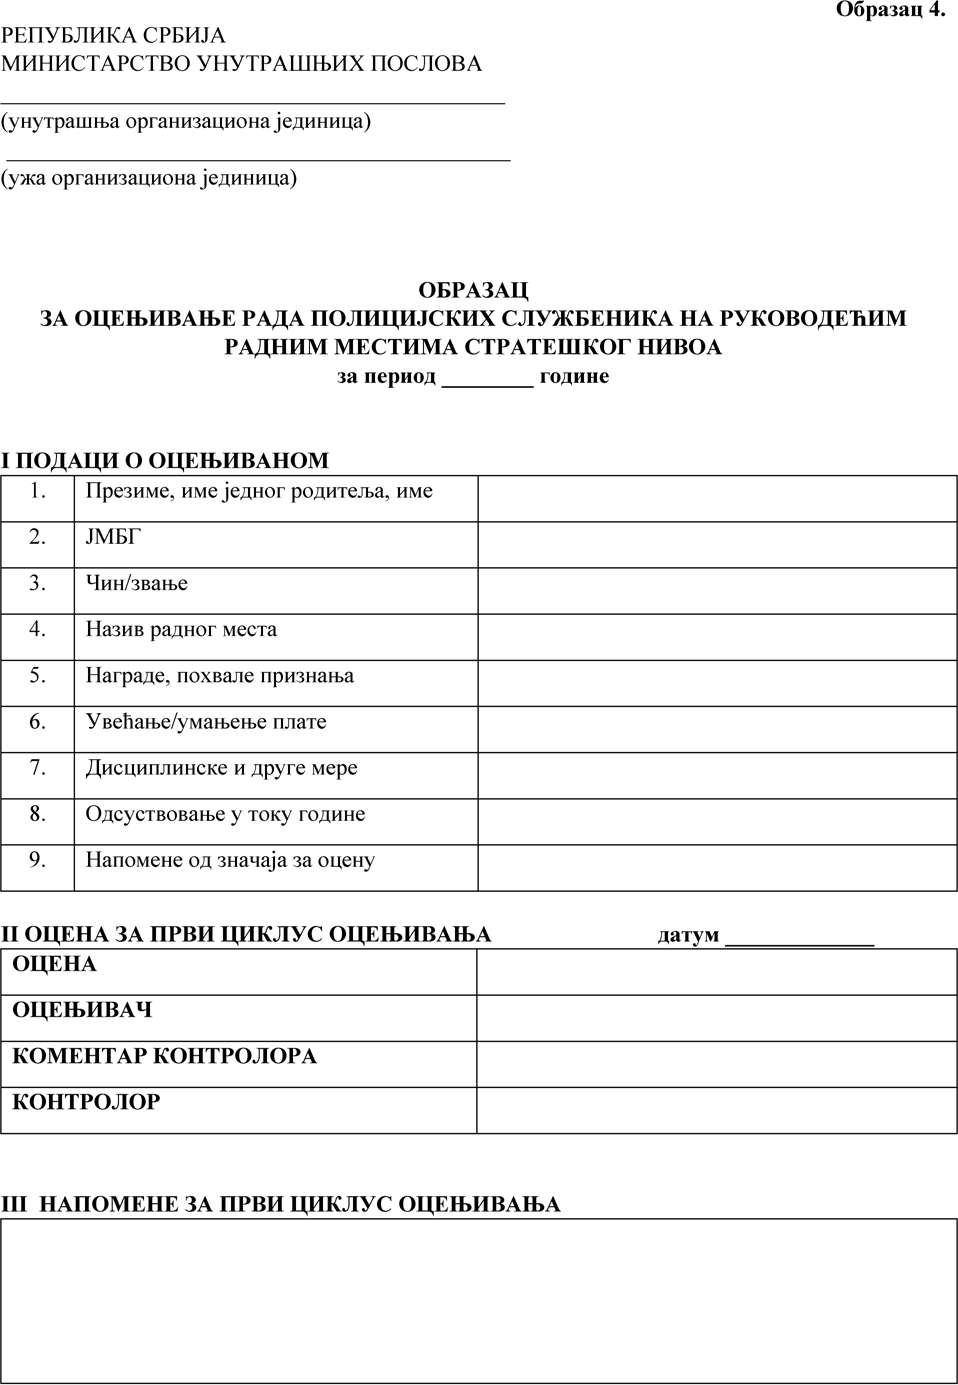 Образац 4.
РЕПУБЛИКА СРБИЈА
МИНИСТАРСТВО УНУТРАШЊИХ ПОСЛОВА
(унутрашња организациона јединица)
(ужа организациона јединица)
ОБРАЗАЦ
ЗА ОЦЕЊИВАЊЕ РАДА ПОЛИЦИЈСКИХ СЛУЖБЕНИКА НА РУКОВОДЕЋИМ
РАДНИМ МЕСТИМА СТРАТЕШКОГ НИВОА
за период ________ године
I ПОДАЦИ О ОЦЕЊИВАНОМ
1. Презиме, име једног родитеља, име
2. ЈМБГ
3. Чин/звање
4. Назив радног места
5. Награде, похвале признања
6. Увећање/умањење плате
7. Дисциплинске и друге мере
8. Одсуствовање у току године
9. Напомене од значаја за оцену
II ОЦЕНА ЗА ПРВИ ЦИКЛУС ОЦЕЊИВАЊА датум _____________
ОЦЕНА
ОЦЕЊИВАЧ
КОМЕНТАР КОНТРОЛОРА
КОНТРОЛОР
III НАПОМЕНЕ ЗА ПРВИ ЦИКЛУС ОЦЕЊИВАЊА